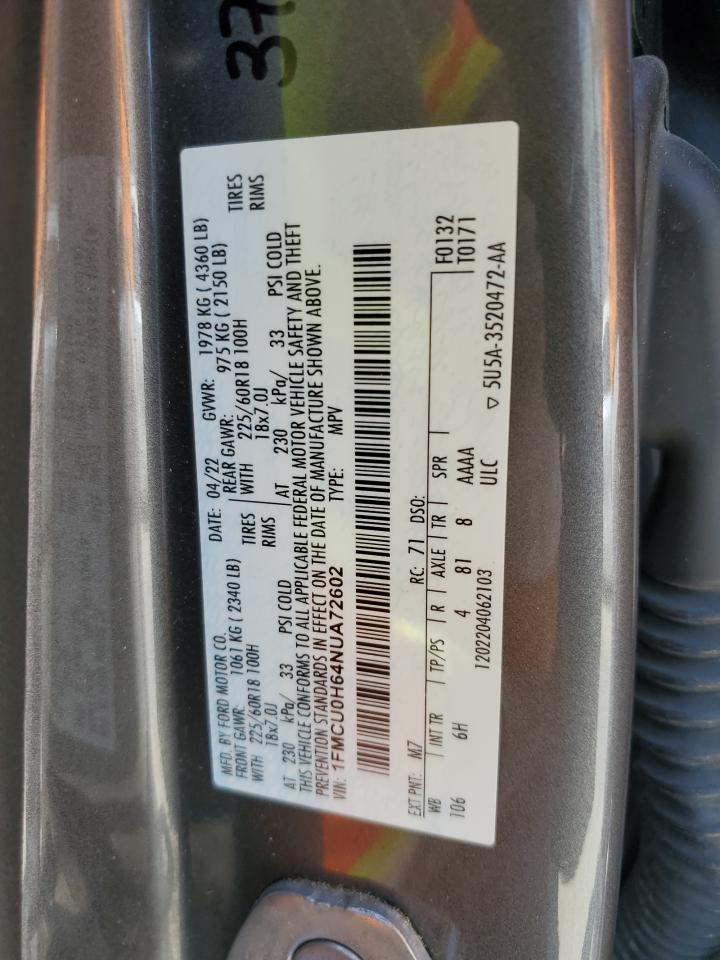 37
MFD. BY FORD MOTOR CO. DATE: 04/22 GVWR: 1978 KG ( 4360 LB)
FRONT GAWR: 1061 KG ( 2340 LB) REAR GAWR: 975 KG ( 2150 LB)
WITH 225/60R18 100H TIRES WITH 225/60R18 100H TIRES
18x7.0J RIMS 18x7.0J RIMS
AT 230 kPa/ 33 PSI COLD AT 230 kPa/ 33 PSI COLD
THIS VEHICLE CONFORMS TO ALL APPLICABLE FEDERAL MOTOR VEHICLE SAFETY AND THEFT
PREVENTION STANDARDS IN EFFECT ON THE DATE OF MANUFACTURE SHOWN ABOVE.
VIN: 1FMCU0H64NUA72602 TYPE: MPV
EXT PNT: M7 RC: 71 DSO: F0132
WB INT TR TP/PS R AXLE TR SPR T0171
106 6H 4 81 8 AAAA
1202204062103 ULC ▽ 5U5A-3520472-AA